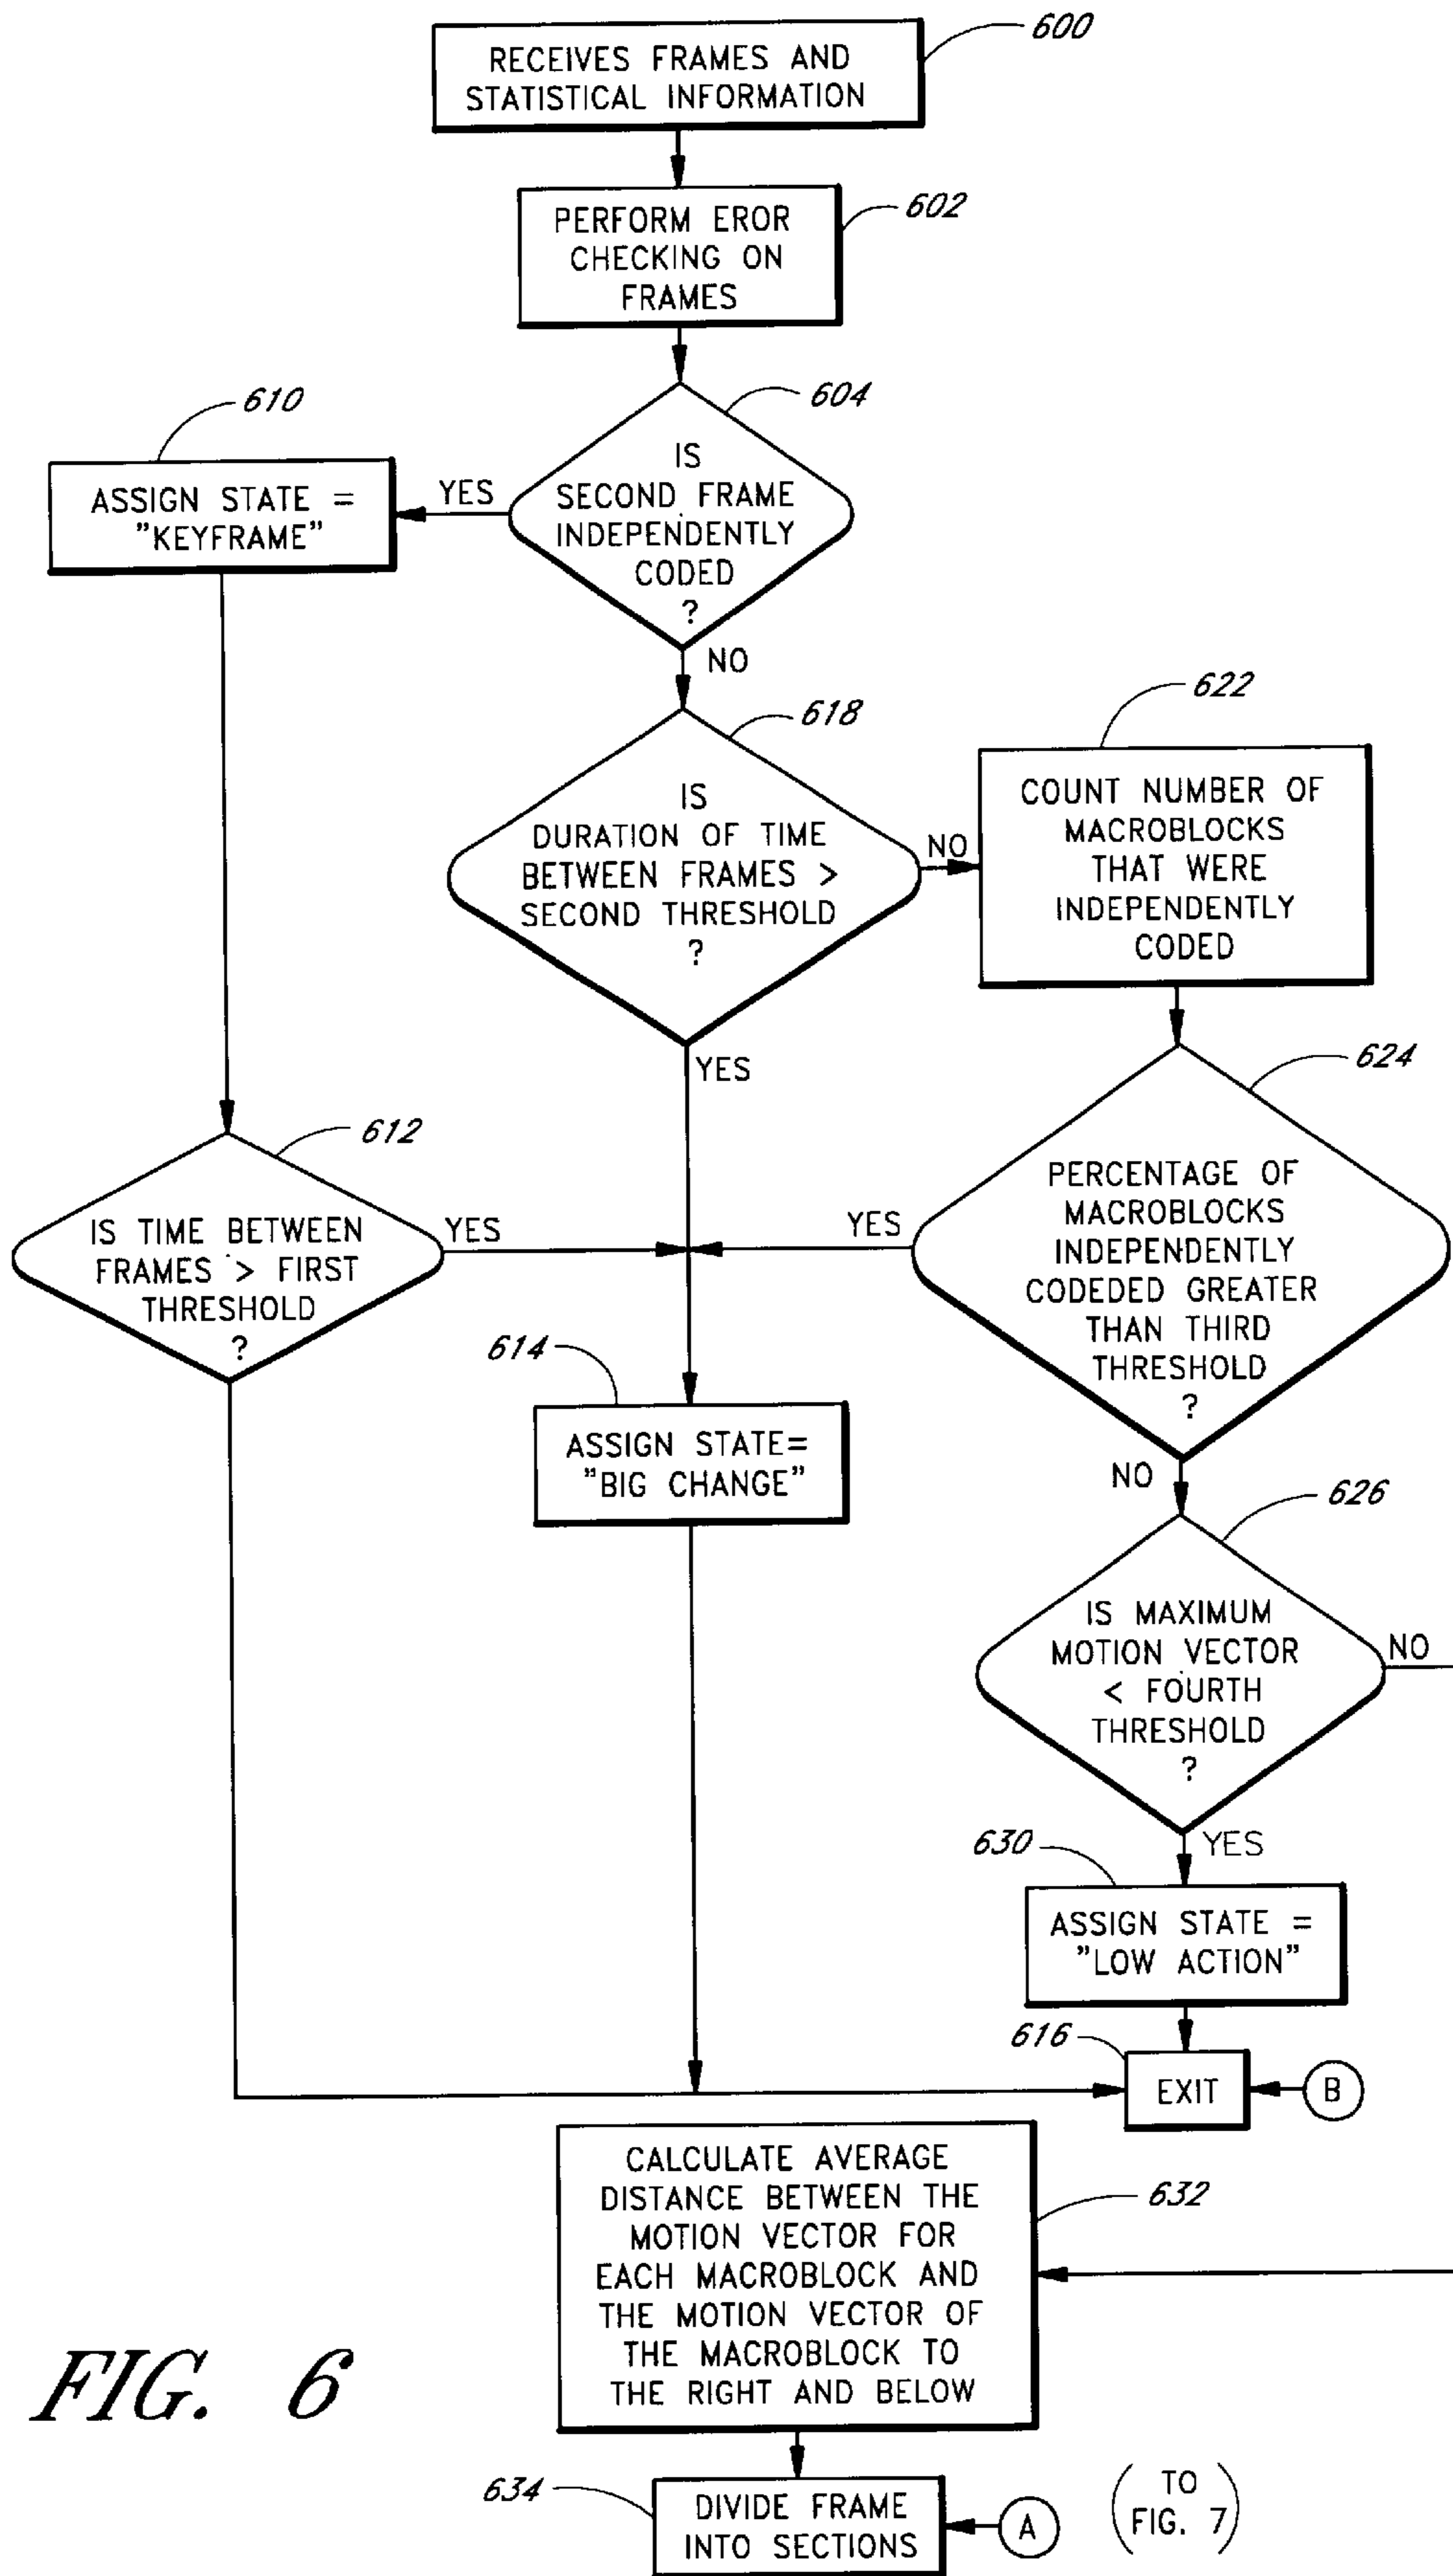 600
RECEIVES FRAMES AND
STATISTICAL INFORMATION
602
PERFORM EROR
CHECKING ON
FRAMES
604
IS
SECOND FRAME
INDEPENDENTLY
CODED
?
YES
NO
610
ASSIGN STATE =
"KEYFRAME"
618
IS
DURATION OF TIME
BETWEEN FRAMES >
SECOND THRESHOLD
?
NO
YES
622
COUNT NUMBER OF
MACROBLOCKS
THAT WERE
INDEPENDENTLY
CODED
612
IS TIME BETWEEN
FRAMES > FIRST
THRESHOLD
?
YES
624
PERCENTAGE OF
MACROBLOCKS
INDEPENDENTLY
CODEDED GREATER
THAN THIRD
THRESHOLD
?
YES
NO
614
ASSIGN STATE=
"BIG CHANGE"
626
IS MAXIMUM
MOTION VECTOR
< FOURTH
THRESHOLD
?
NO
YES
630
ASSIGN STATE =
"LOW ACTION"
616
EXIT
B
632
CALCULATE AVERAGE
DISTANCE BETWEEN THE
MOTION VECTOR FOR
EACH MACROBLOCK AND
THE MOTION VECTOR OF
THE MACROBLOCK TO
THE RIGHT AND BELOW
634
DIVIDE FRAME
INTO SECTIONS
A
(TO
FIG. 7)
FIG. 6